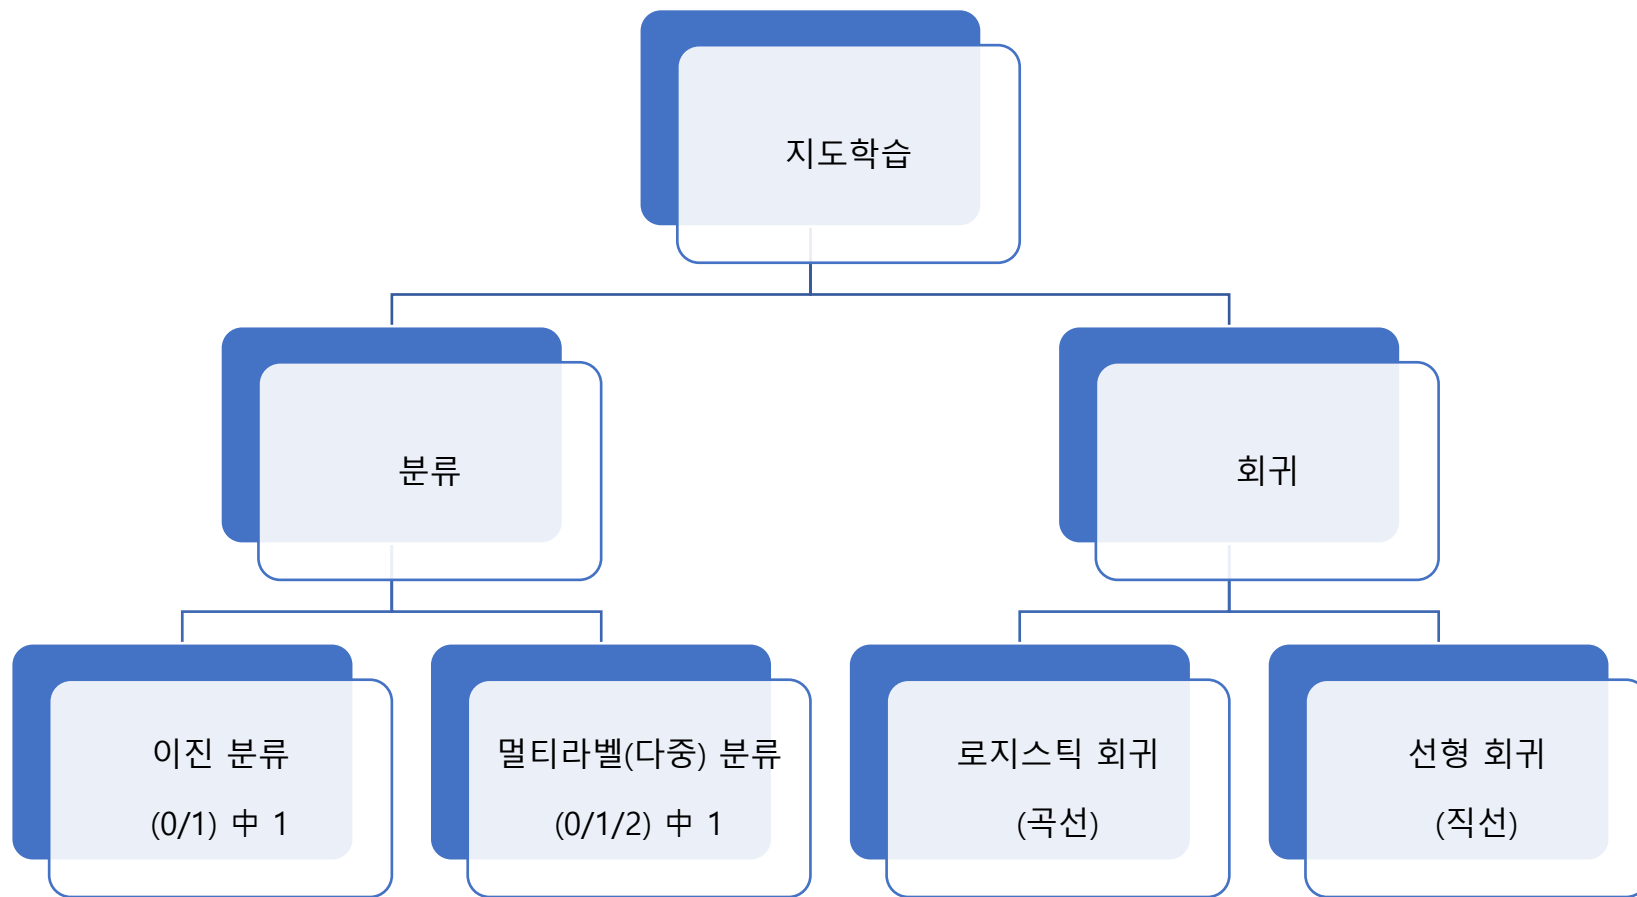 지도학습
분류
회귀
이진 분류
(0/1) 中 1
멀티라벨(다중) 분류
(0/1/2) 中 1
로지스틱 회귀
(곡선)
선형 회귀
(직선)